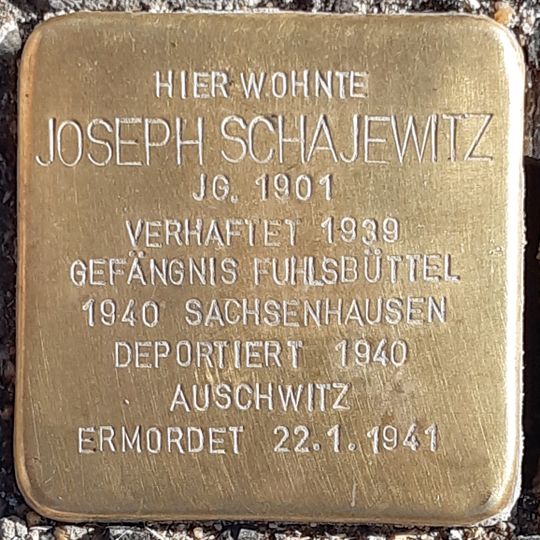 HIER WOHNTE
JOSEPH SCHAJEWITZ
JG. 1901
VERHAFTET 1939
GEFÄNGNIS FUHLSBÜTTEL
1940 SACHSENHAUSEN
DEPORTIERT 1940
AUSCHWITZ
ERMORDET 22.1.1941